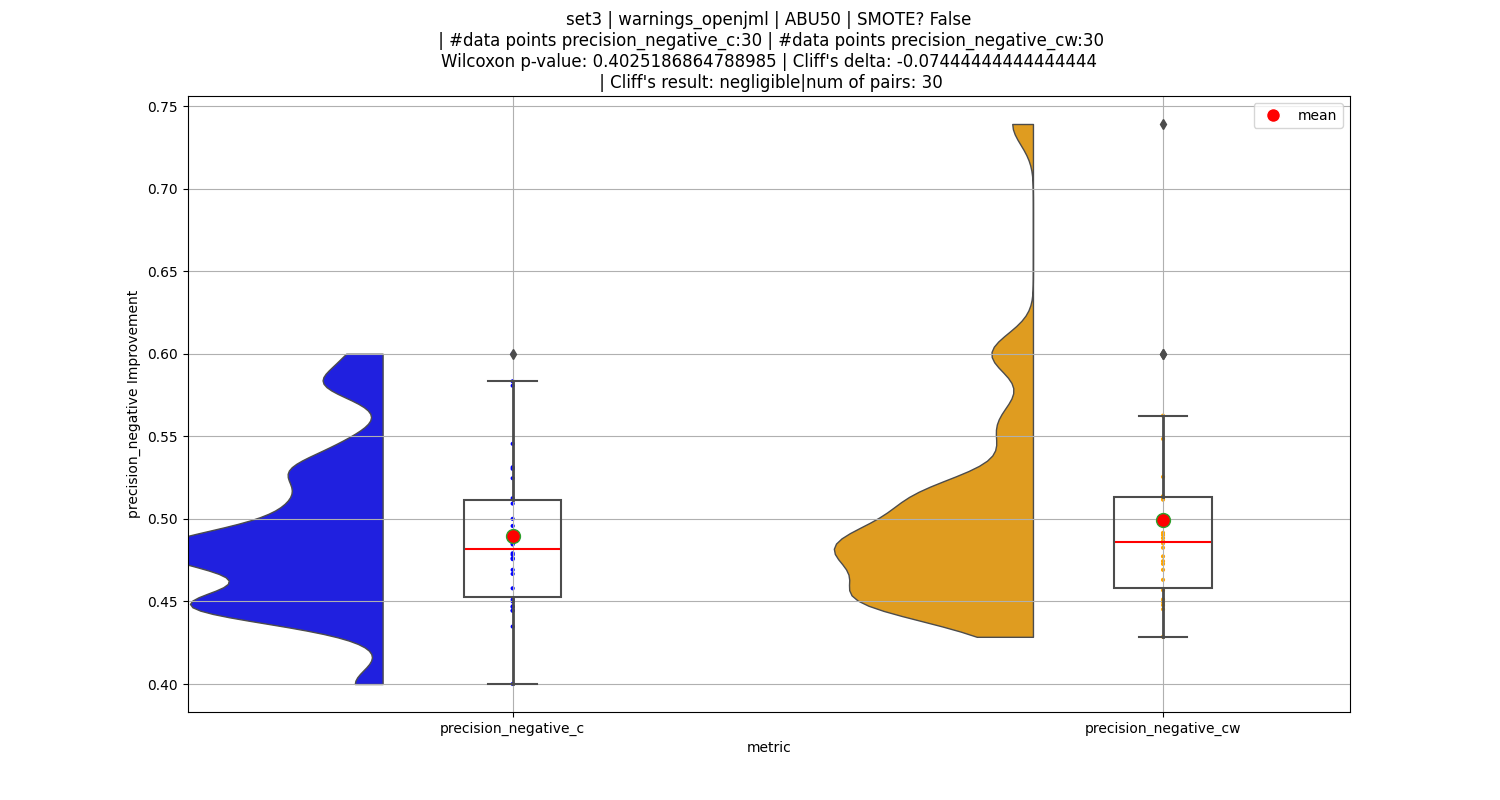 set3 | warnings_openjml | ABU50 | SMOTE? False
| #data points precision_negative_c:30 | #data points precision_negative_cw:30
Wilcoxon p-value: 0.4025186864788985 | Cliff's delta: -0.07444444444444444
| Cliff's result: negligible|num of pairs: 30
mean
0.75
0.70
0.65
0.60
0.55
0.50
0.45
0.40
precision_negative Improvement
precision_negative_c
precision_negative_cw
metric